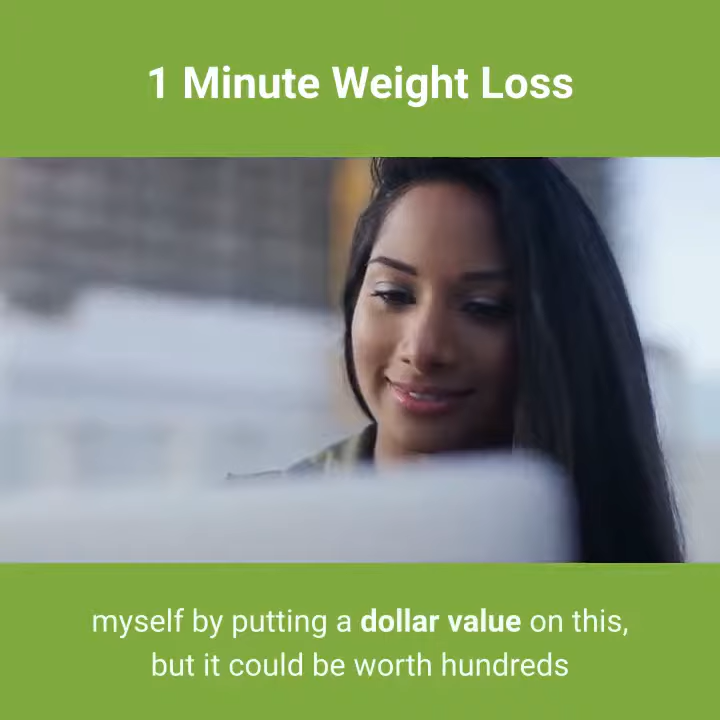 1 Minute Weight Loss
myself by putting a dollar value on this,
but it could be worth hundreds